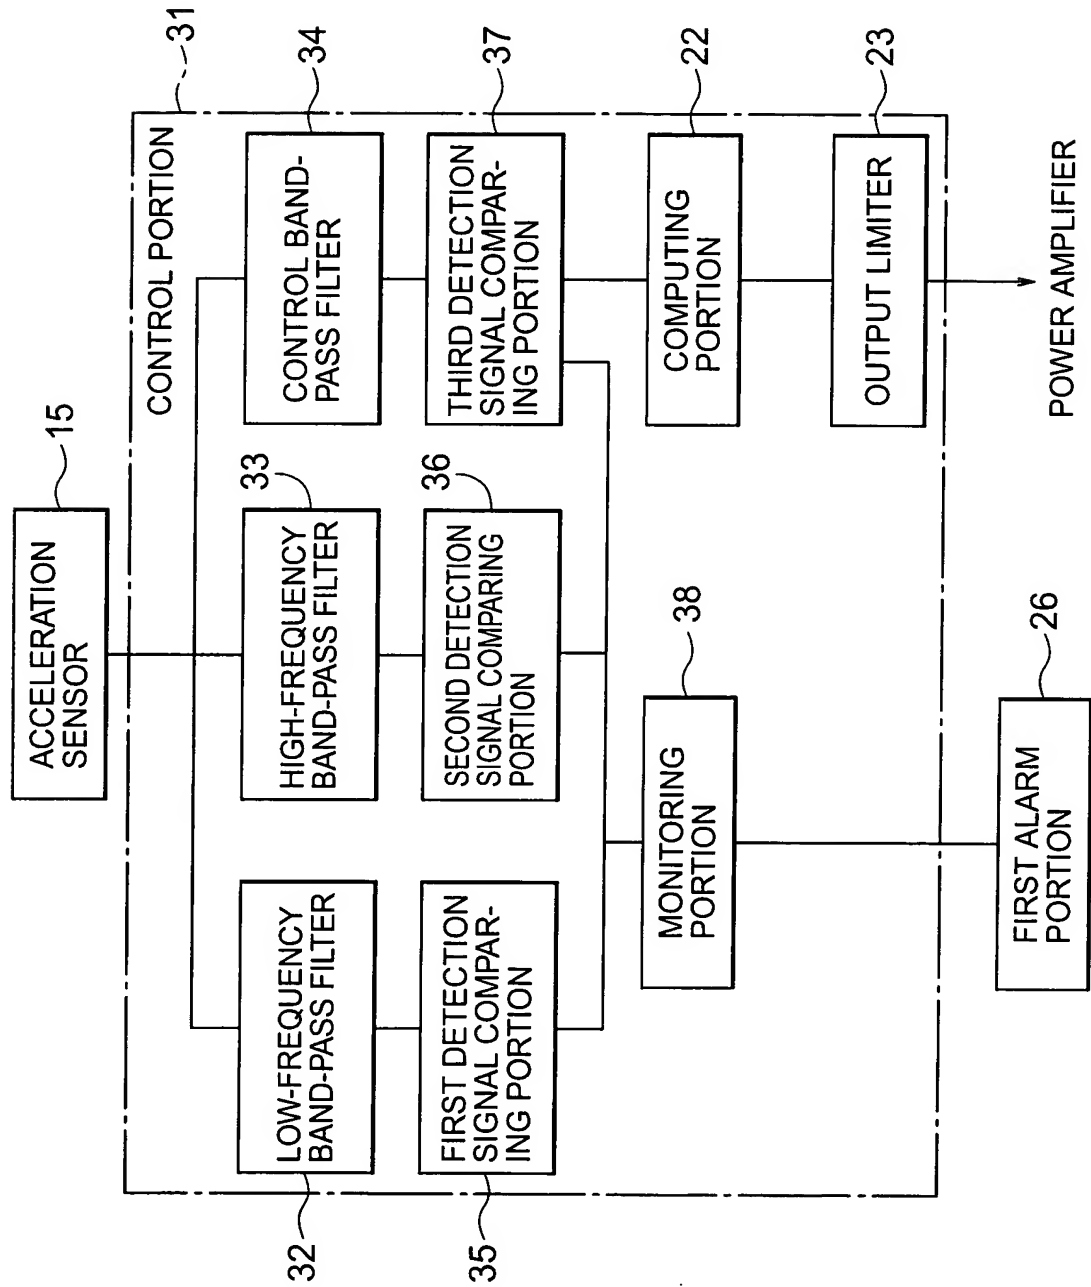 ACCELERATION
SENSOR
15
CONTROL PORTION
31
LOW-FREQUENCY
BAND-PASS FILTER
32
HIGH-FREQUENCY
BAND-PASS FILTER
33
CONTROL BAND-
PASS FILTER
34
FIRST DETECTION
SIGNAL COMPAR-
ING PORTION
35
SECOND DETECTION
SIGNAL COMPARING
PORTION
36
THIRD DETECTION
SIGNAL COMPAR-
ING PORTION
37
MONITORING
PORTION
38
COMPUTING
PORTION
22
OUTPUT LIMITER
23
FIRST ALARM
PORTION
26
POWER AMPLIFIER